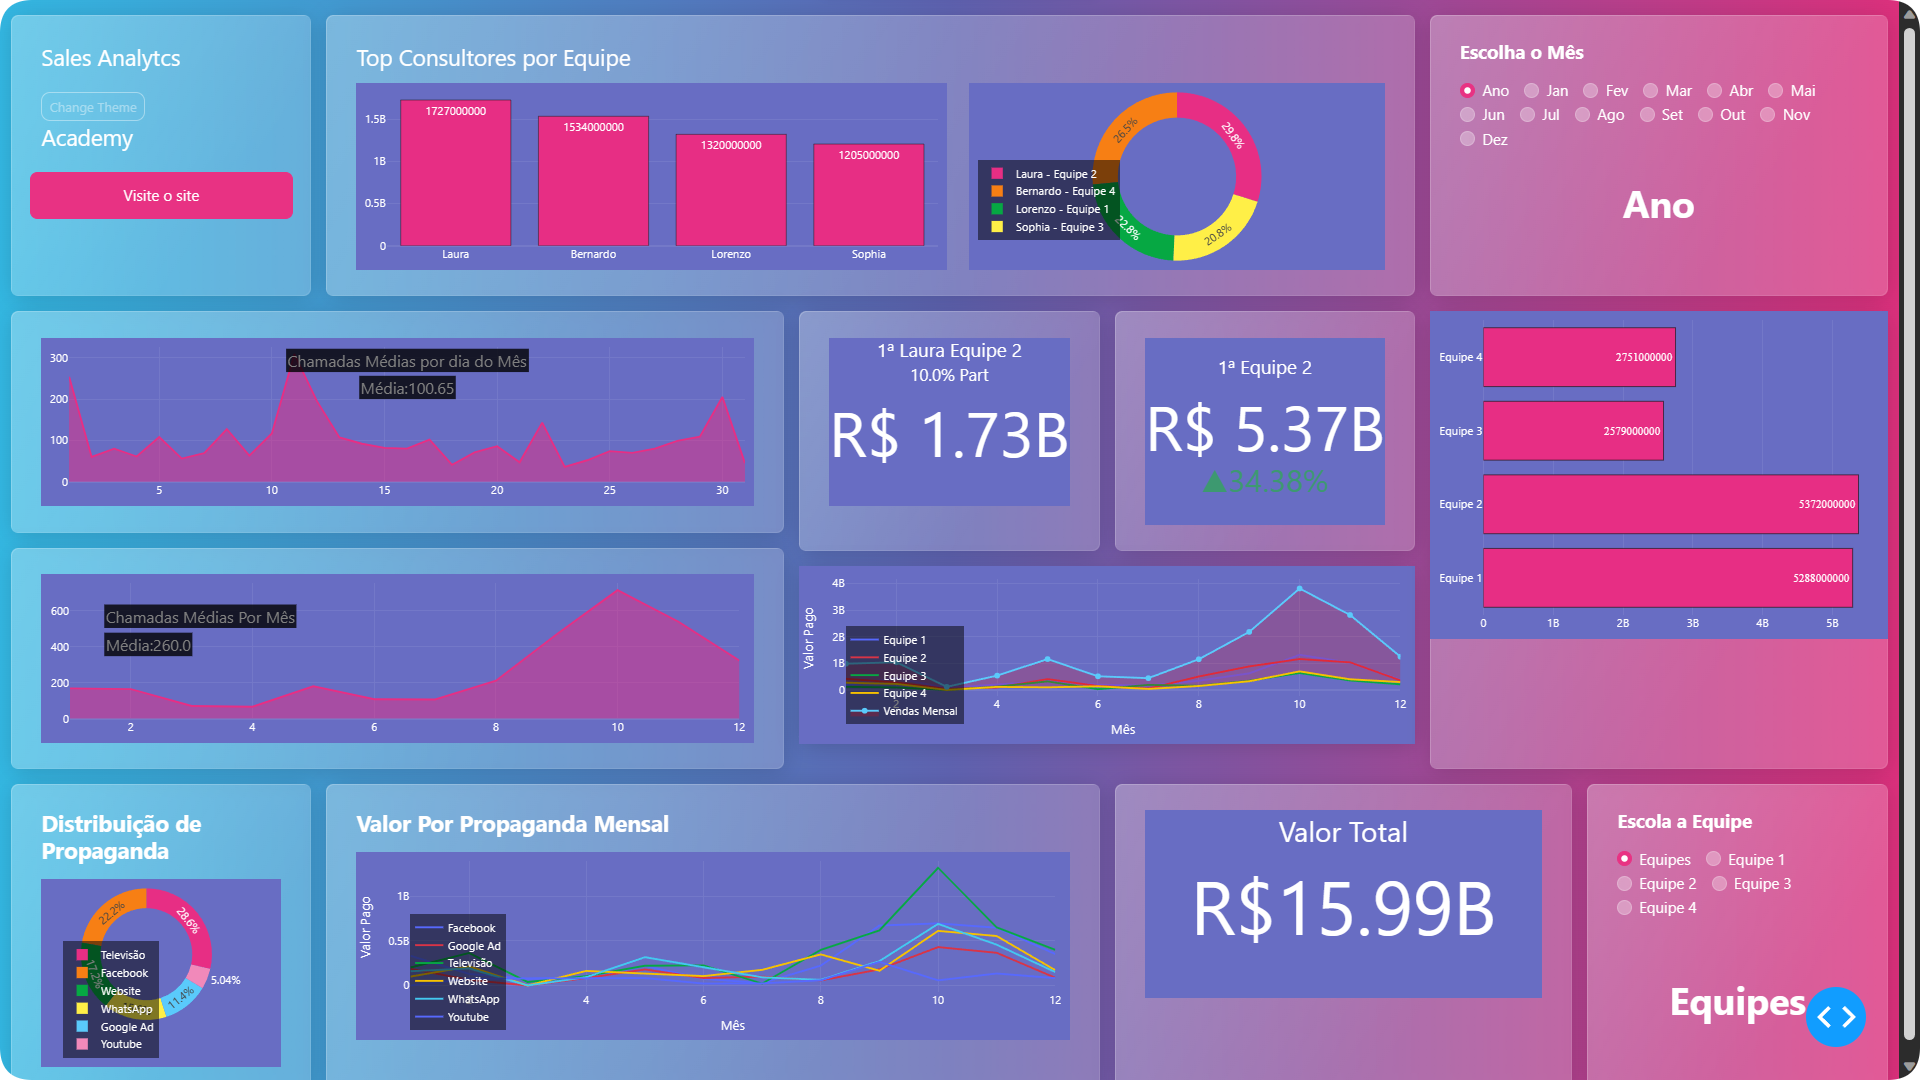 Sales Analytcs
Change Theme
Academy
Visite o site
Top Consultores por Equipe
1.5B
1B
0.5B
0
1727000000
1534000000
1320000000
1205000000
Laura
Bernardo
Lorenzo
Sophia
26.5%
29.8%
22.8%
20.8%
Laura - Equipe 2
Bernardo - Equipe 4
Lorenzo - Equipe 1
Sophia - Equipe 3
Escolha o Mês
Ano Jan Fev Mar Abr Mai
Jun Jul Ago Set Out Nov
Dez
Ano
Chamadas Médias por dia do Mês
Média:100.65
300
200
100
0
5 10 15 20 25 30
1ª Laura Equipe 2
10.0% Part
R$ 1.73B
1ª Equipe 2
R$ 5.37B
▲34.38%
Equipe 4
2751000000
Equipe 3
2579000000
Equipe 2
5372000000
Equipe 1
5288000000
0 1B 2B 3B 4B 5B
Chamadas Médias Por Mês
Média:260.0
600
400
200
0
2 4 6 8 10 12
Valor Pago
4B
3B
2B
1B
0
Equipe 1
Equipe 2
Equipe 3
Equipe 4
Vendas Mensal
2 4 6 8 10 12
Mês
Distribuição de
Propaganda
22.2%
28.6%
5.04%
11.4%
Televisão
Facebook
Website
WhatsApp
Google Ad
Youtube
Valor Por Propaganda Mensal
Valor Pago
1B
0.5B
0
Facebook
Google Ad
Televisão
Website
WhatsApp
Youtube
4 6 8 10 12
Mês
Valor Total
R$15.99B
Escola a Equipe
Equipes Equipe 1
Equipe 2 Equipe 3
Equipe 4
Equipes